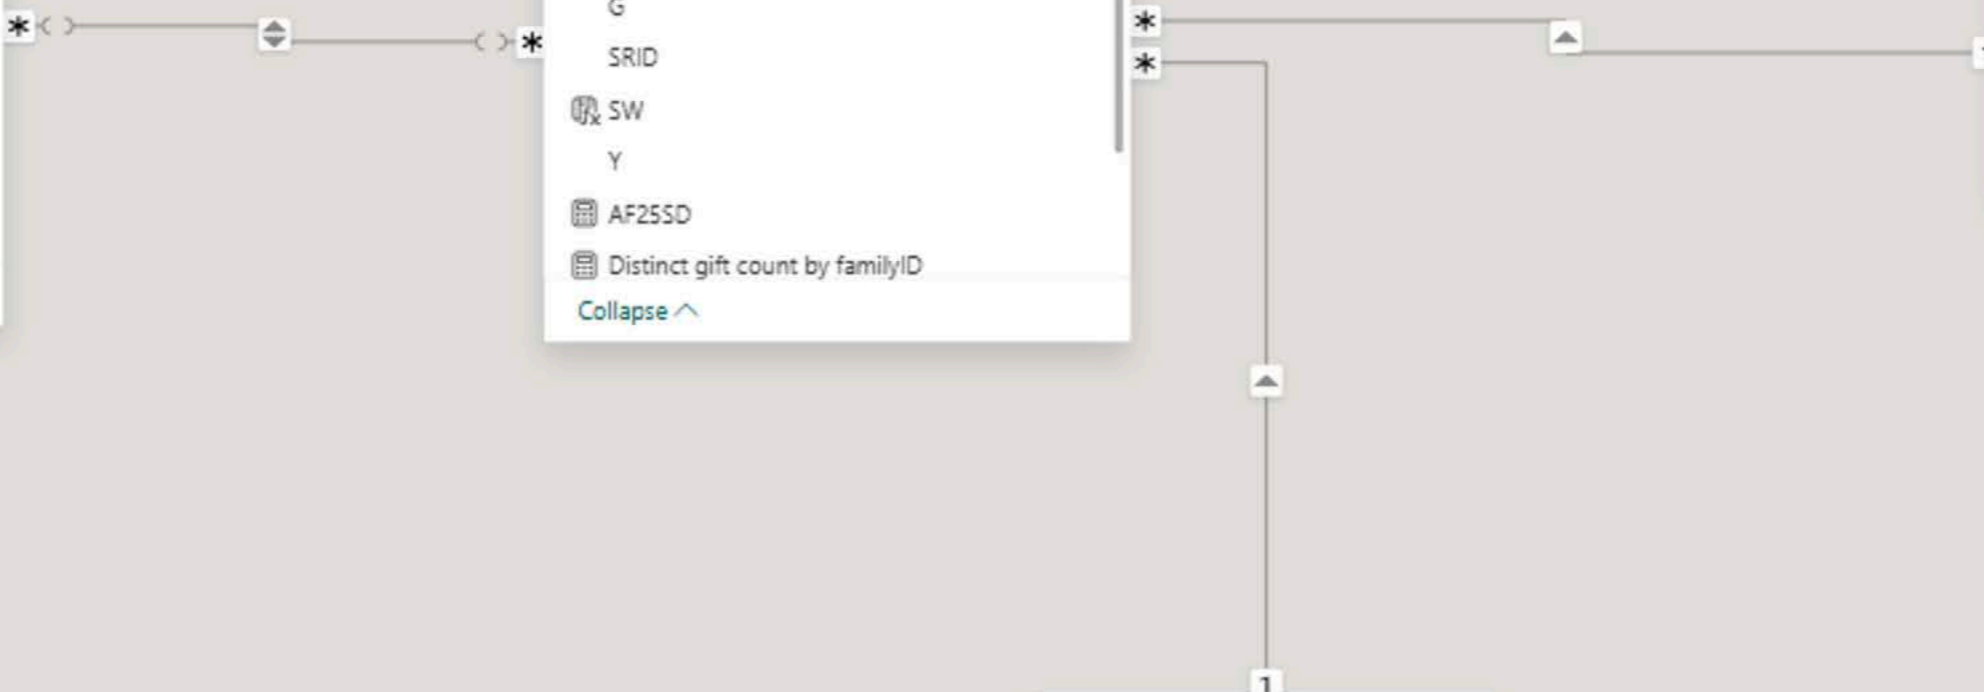 *
*
*
*
G
SRID
SW
Y
AF25SD
Distinct gift count by familyID
Collapse
1